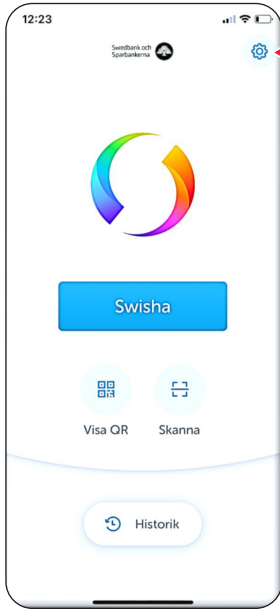 12:23
Swedbank och
Sparbankerna
Swisha
Visa QR
Skanna
Historik